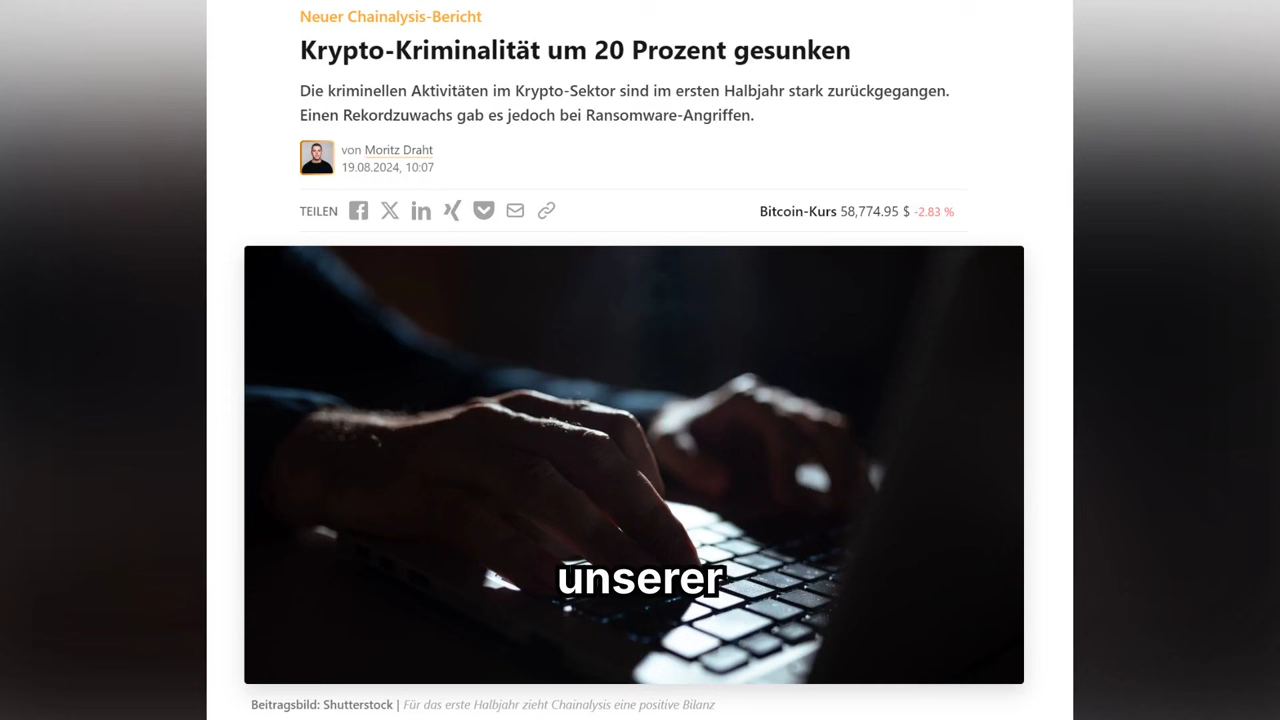 Neuer Chainalysis-Bericht
Krypto-Kriminalität um 20 Prozent gesunken
Die kriminellen Aktivitäten im Krypto-Sektor sind im ersten Halbjahr stark zurückgegangen.
Einen Rekordzuwachs gab es jedoch bei Ransomware-Angriffen.
von Moritz Draht
19.08.2024, 10:07
TEILEN
Bitcoin-Kurs 58,774.95 $ -2.83 %
unserer
Beitragsbild: Shutterstock | Für das erste Halbjahr zieht Chainalysis eine positive Bilanz